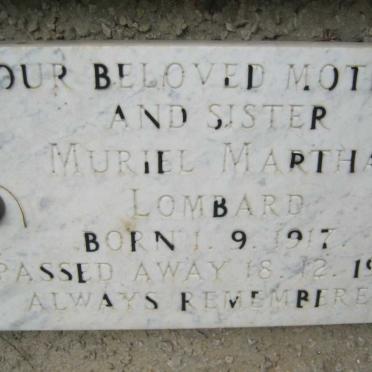 OUR BELOVED MOT
AND SISTER
MURIEL MARTHA
LOMBARD
BORN 1. 9. 1917.
PASSED AWAY 18. 12. 19
ALWAYS REMEMBERE